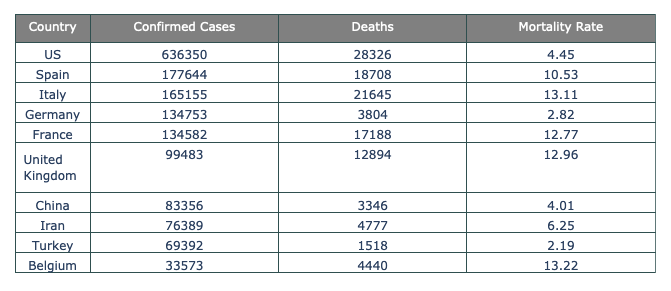 Country Confirmed Cases Deaths Mortality Rate
US 636350 28326 4.45
Spain 177644 18708 10.53
Italy 165155 21645 13.11
Germany 134753 3804 2.82
France 134582 17188 12.77
United Kingdom 99483 12894 12.96
China 83356 3346 4.01
Iran 76389 4777 6.25
Turkey 69392 1518 2.19
Belgium 33573 4440 13.22